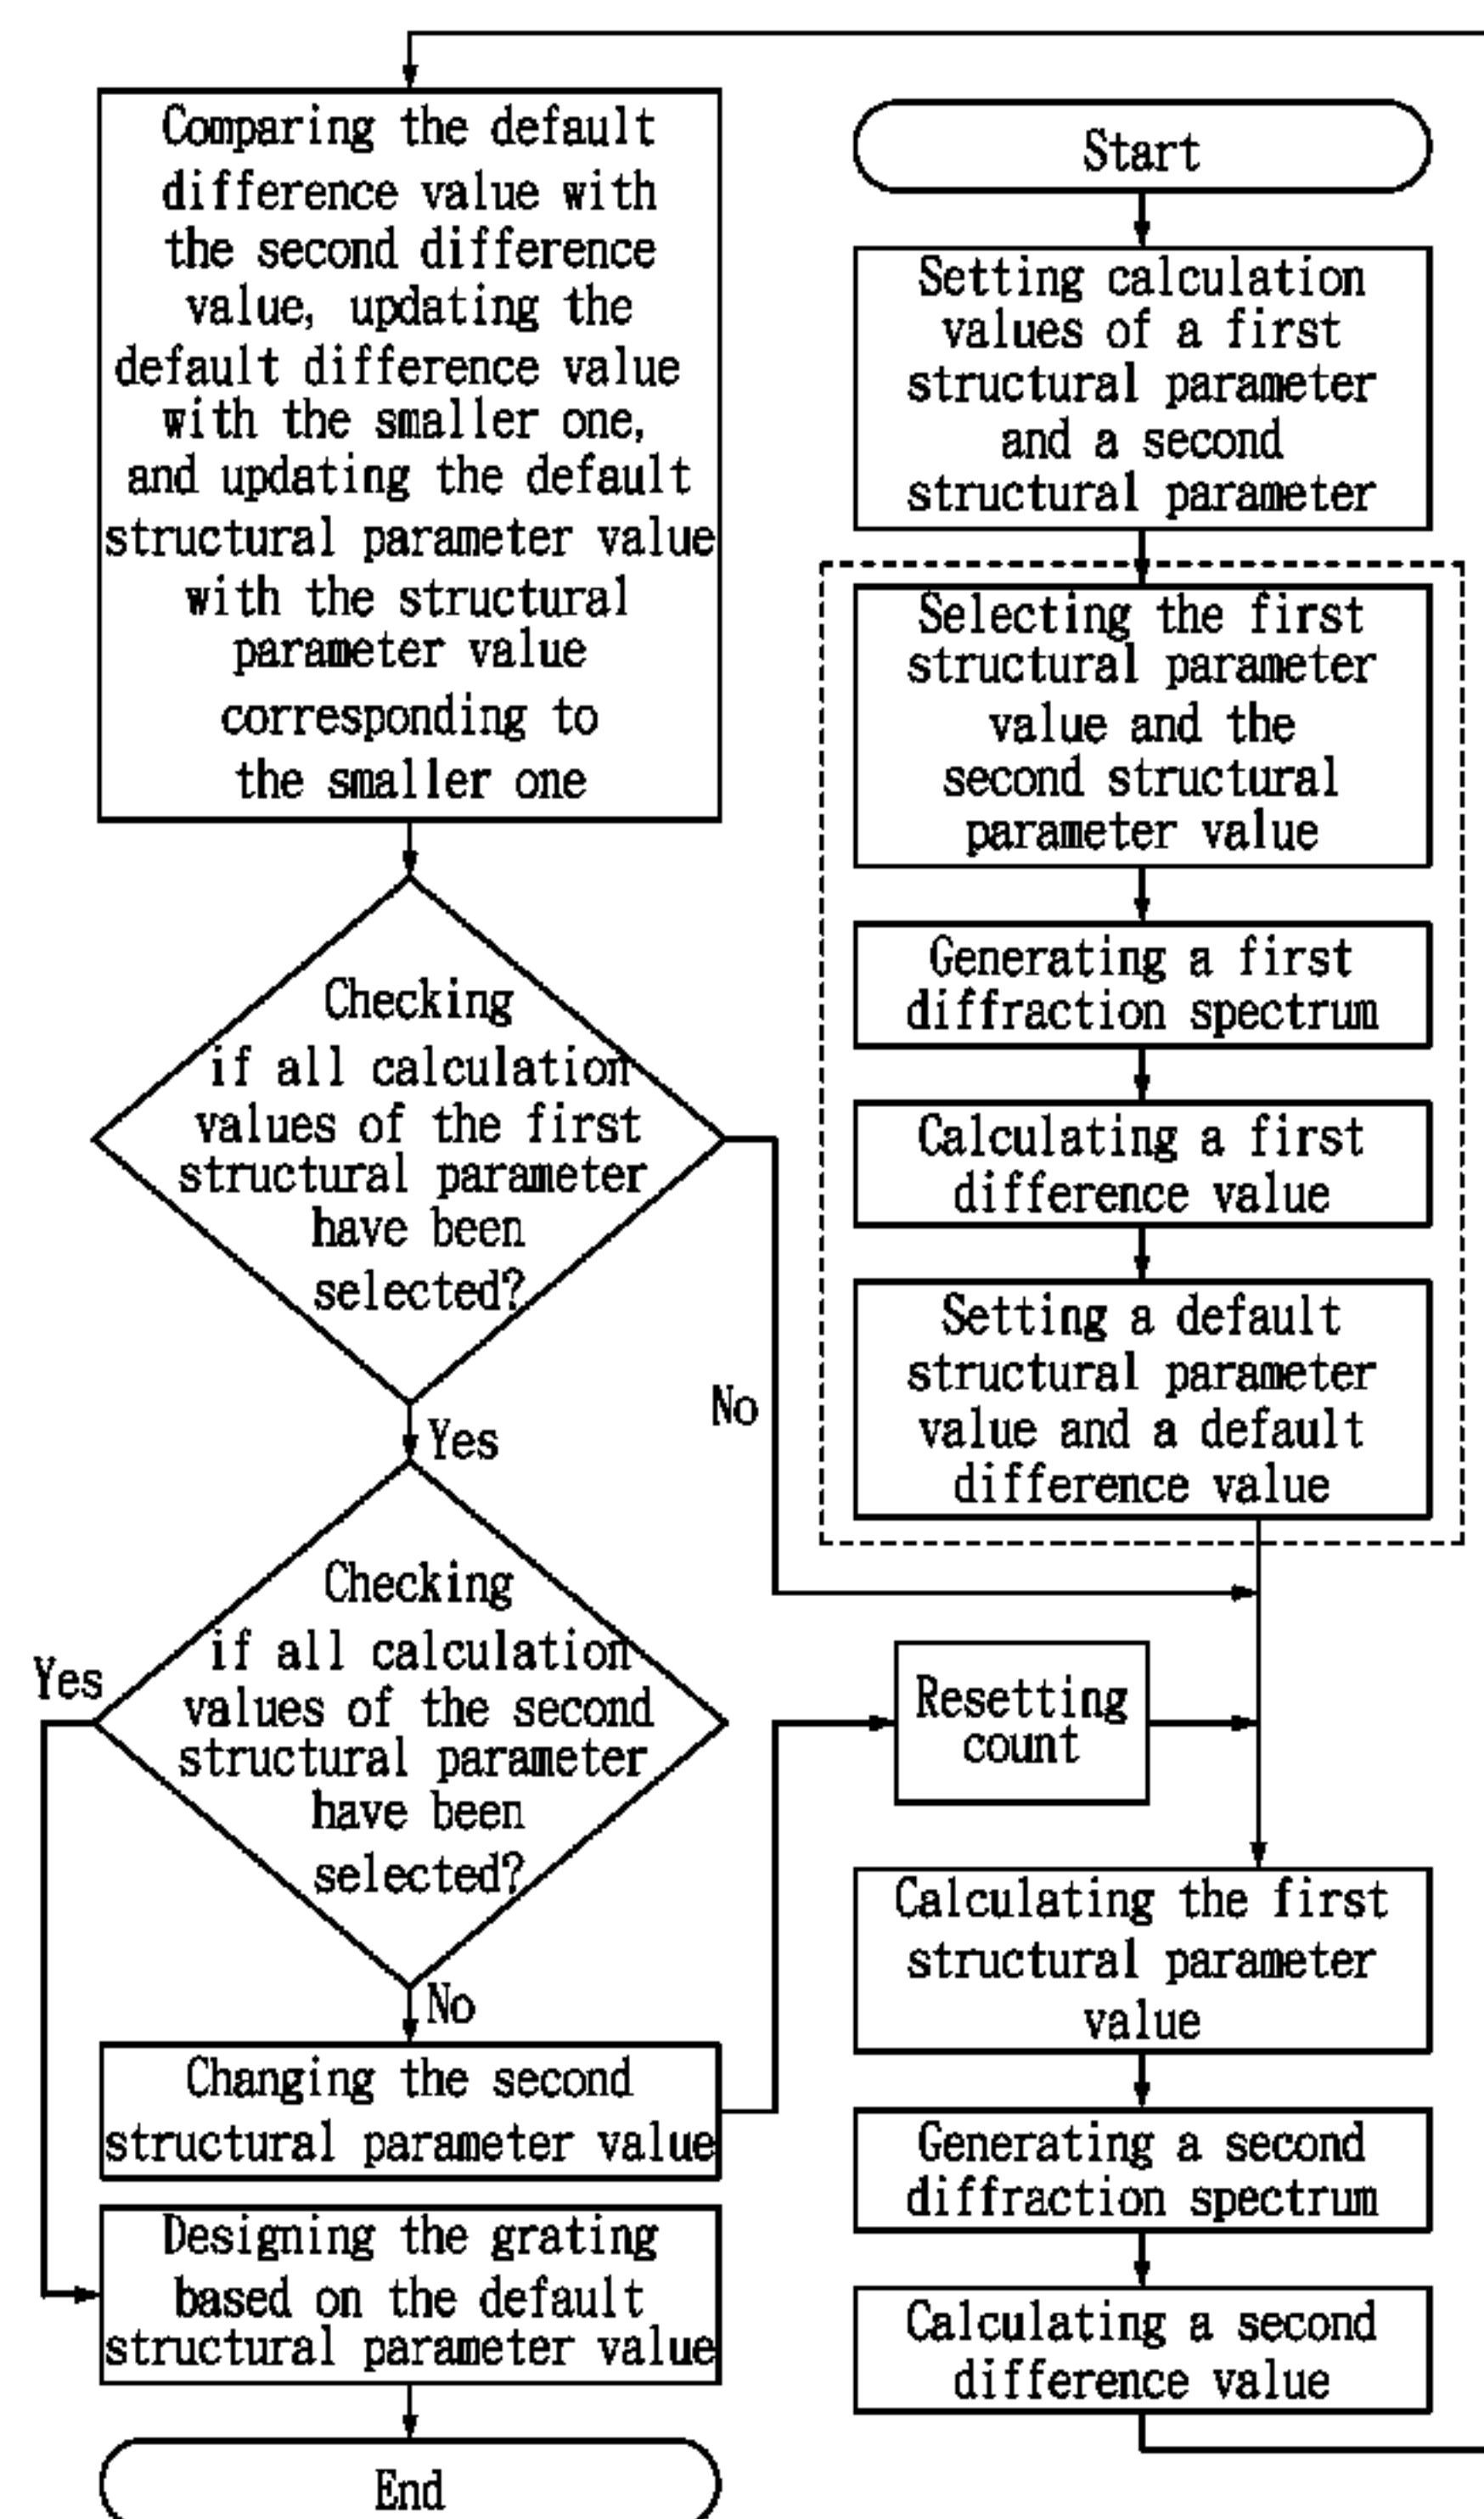 Start
Setting calculation
values of a first
structural parameter
and a second
structural parameter
Selecting the first
structural parameter
value and the
second structural
parameter value
Generating a first
diffraction spectrum
Calculating a first
difference value
Setting a default
structural parameter
value and a default
difference value
Resetting
count
Calculating the first
structural parameter
value
Generating a second
diffraction spectrum
Calculating a second
difference value
Comparing the default
difference value with
the second difference
value, updating the
default difference value
with the smaller one,
and updating the default
structural parameter value
with the structural
parameter value
corresponding to
the smaller one
Checking
if all calculation
values of the first
structural parameter
have been
selected?
No
Yes
Checking
if all calculation
values of the second
structural parameter
have been
selected?
Yes
No
Changing the second
structural parameter value
Designing the grating
based on the default
structural parameter value
End